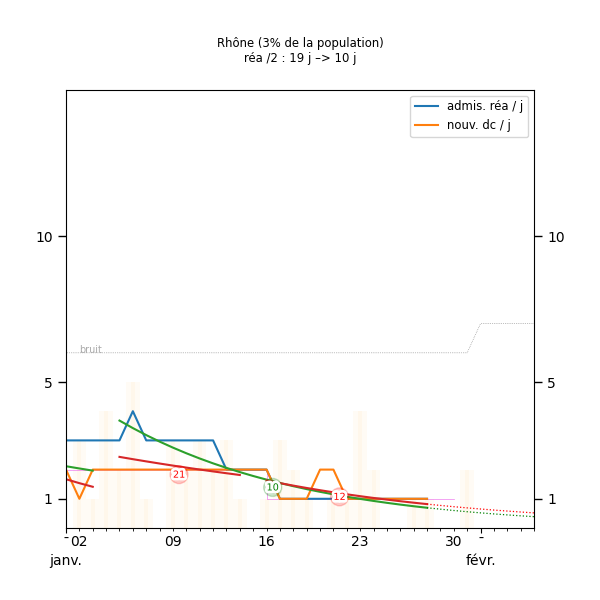 Rhône (3% de la population)
réa /2 : 19 j –> 10 j
admis. réa / j
nouv. dc / j
10 10
bruit
5 5
21
10
12
1 1
02 09 16 23 30
janv. févr.